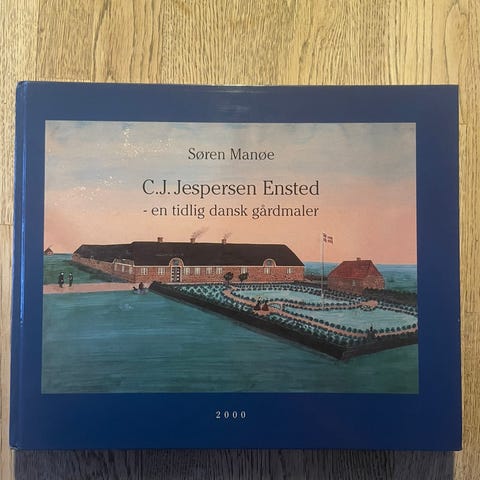 Søren Manøe
C.J. Jespersen Ensted
- en tidlig dansk gårdmaler
2000